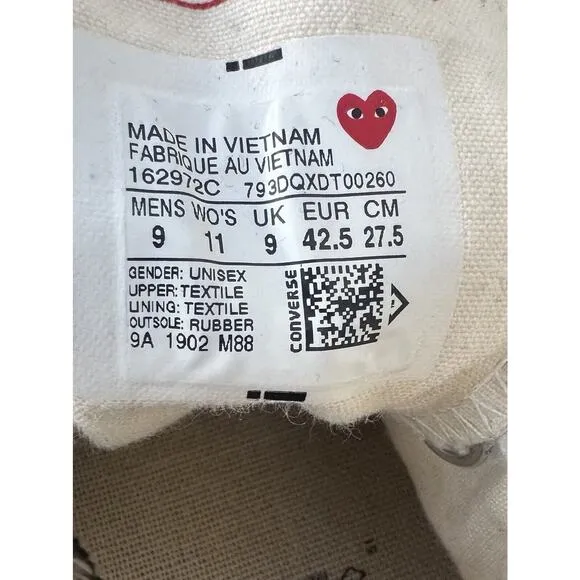 MADE IN VIETNAM
FABRIQUE AU VIETNAM
162972C 793DQXDT00260
MENS WO'S UK EUR CM
9 11 9 42.5 27.5
GENDER: UNISEX
UPPER: TEXTILE
LINING: TEXTILE
OUTSOLE: RUBBER
9A 1902 M88
CONVERSE